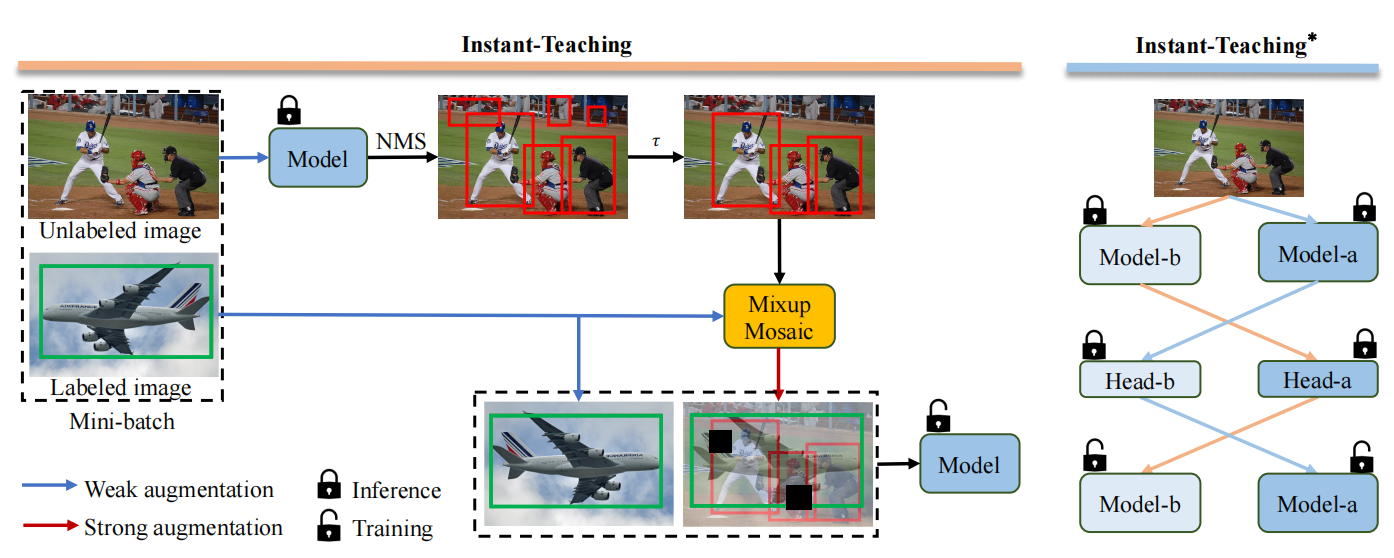 Instant-Teaching
Instant-Teaching*
Model
NMS
τ
Unlabeled image
Labeled image
Mini-batch
Mixup
Mosaic
Model
Weak augmentation
Strong augmentation
Inference
Training
Model-b
Model-a
Head-b
Head-a
Model-b
Model-a